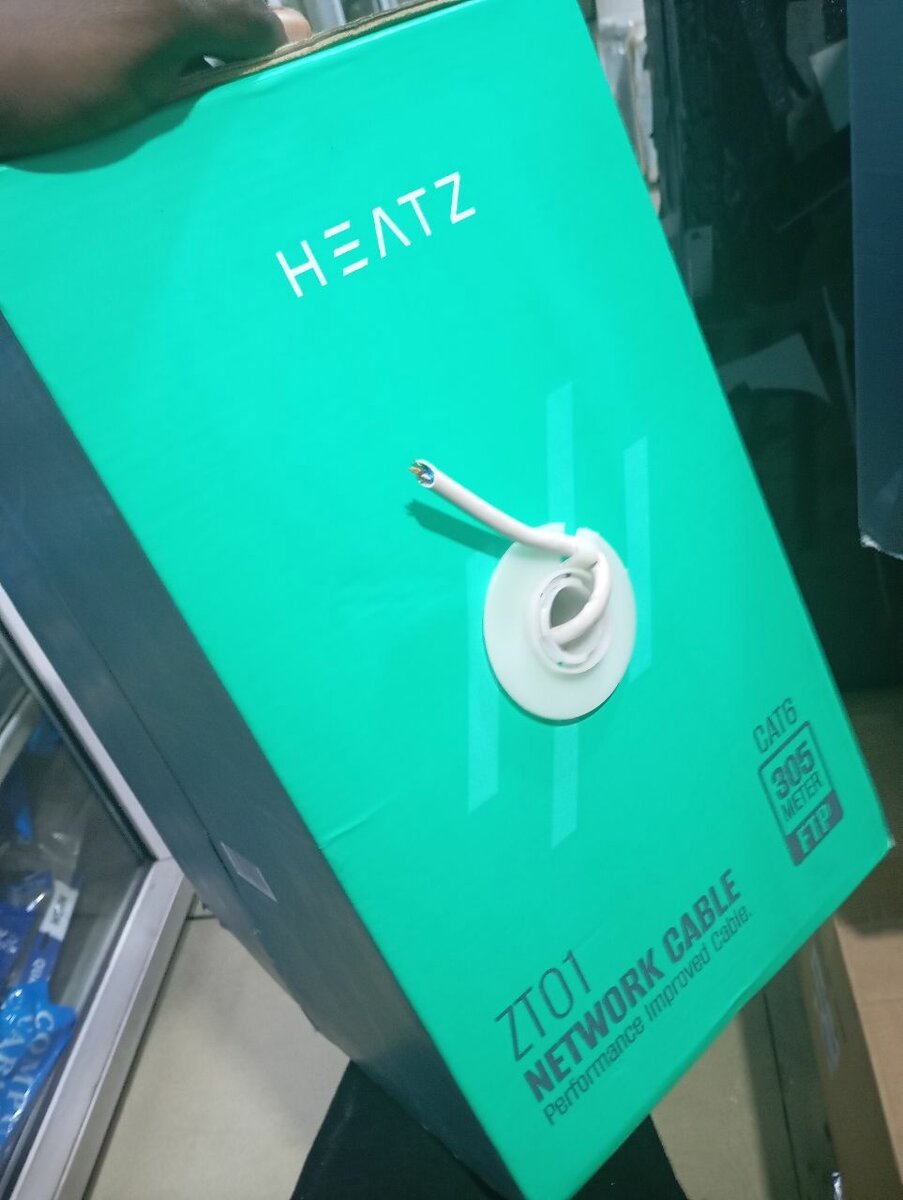 HEATZ
CAT6
305
METER
FTP
ZT01
NETWORK CABLE
Performance Improved Cable.